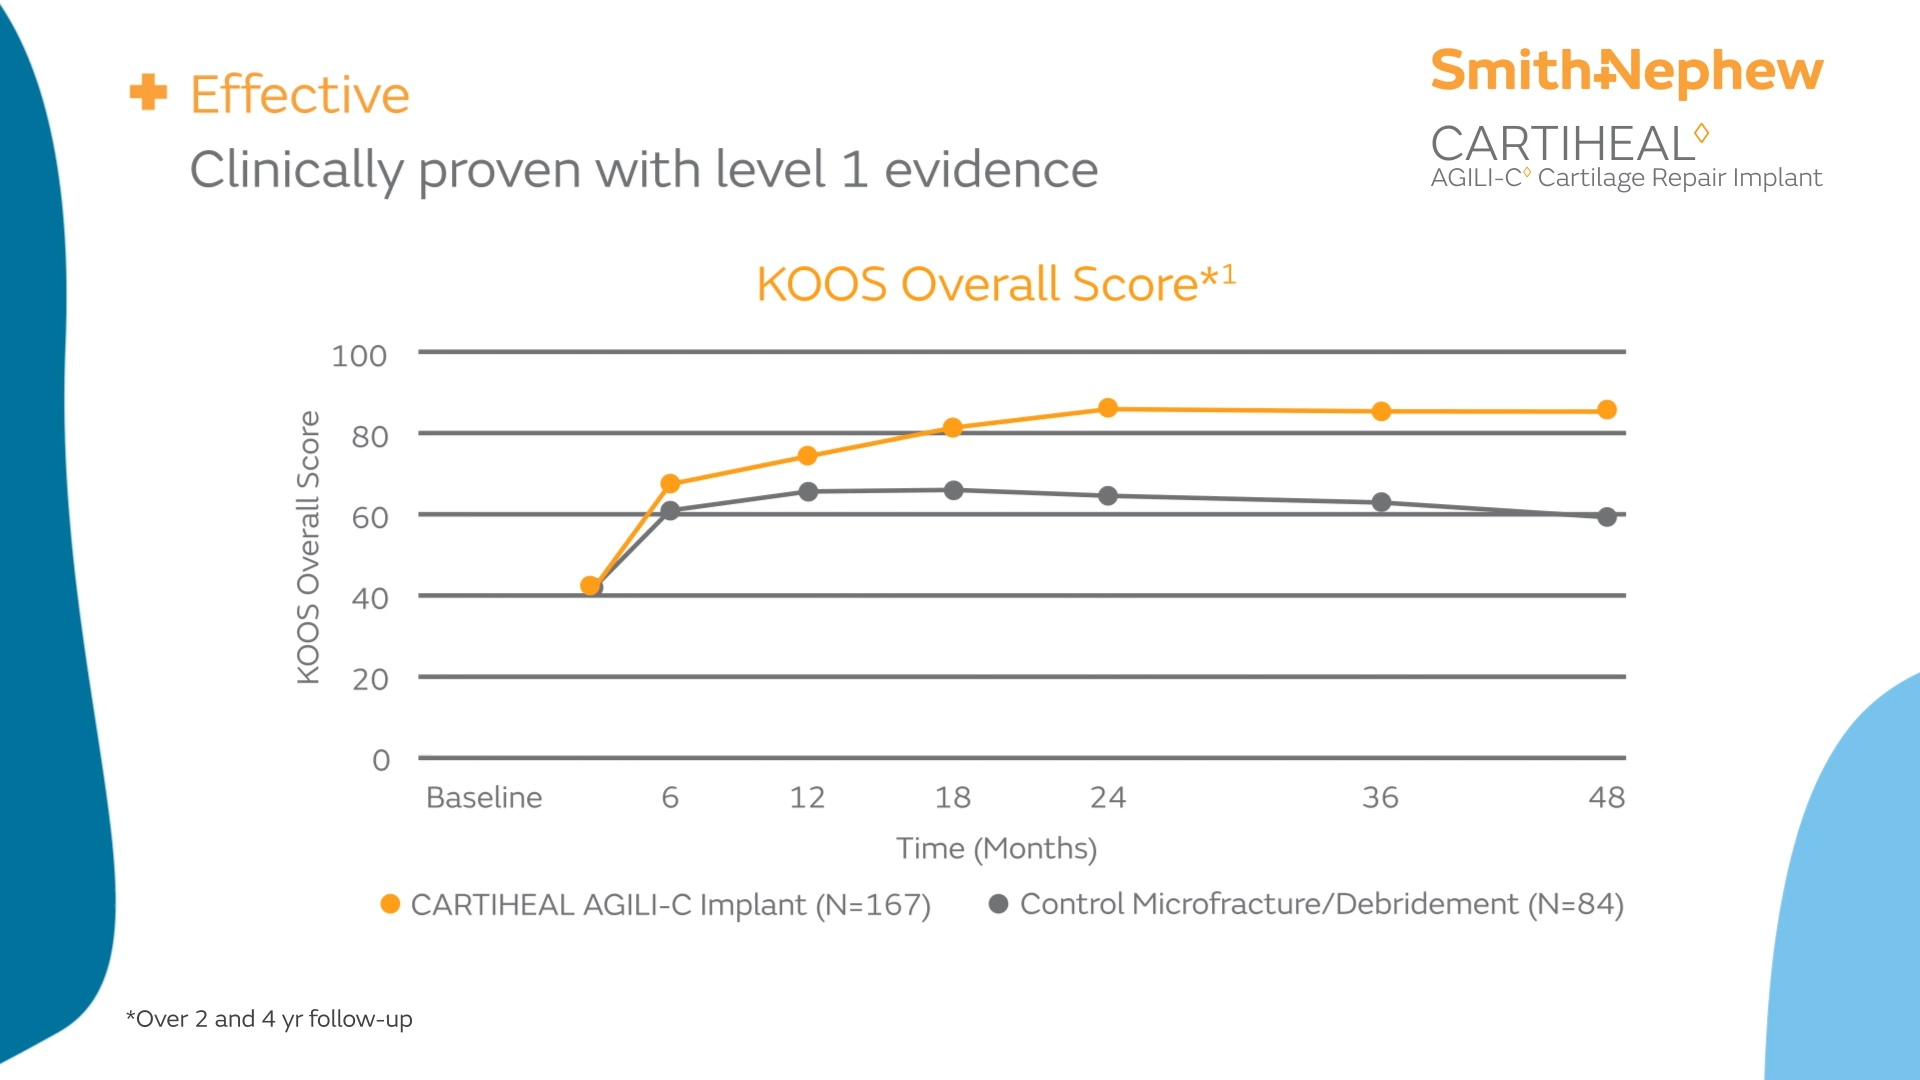 Effective
Clinically proven with level 1 evidence
Smith+Nephew
CARTIHEAL◊
AGILI-C◊ Cartilage Repair Implant
KOOS Overall Score*1
KOOS Overall Score
100
80
60
40
20
0
Baseline 6 12 18 24 36 48
Time (Months)
CARTIHEAL AGILI-C Implant (N=167) Control Microfracture/Debridement (N=84)
*Over 2 and 4 yr follow-up